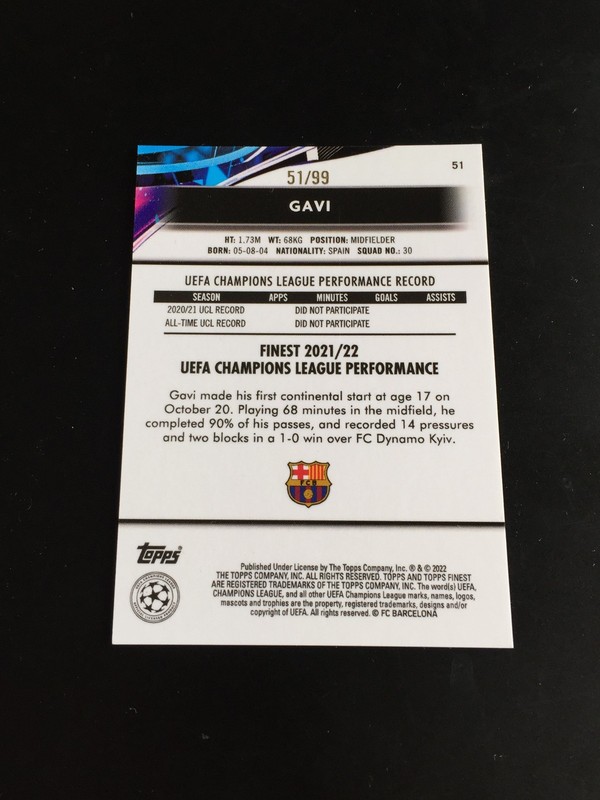 51
51/99
GAVI
HT: 1.73M WT: 68KG POSITION: MIDFIELDER
BORN: 05-08-04 NATIONALITY: SPAIN SQUAD NO.: 30
UEFA CHAMPIONS LEAGUE PERFORMANCE RECORD
SEASON APPS MINUTES GOALS ASSISTS
2020/21 UCL RECORD DID NOT PARTICIPATE
ALL-TIME UCL RECORD DID NOT PARTICIPATE
FINEST 2021/22
UEFA CHAMPIONS LEAGUE PERFORMANCE
Gavi made his first continental start at age 17 on
October 20. Playing 68 minutes in the midfield, he
completed 90% of his passes, and recorded 14 pressures
and two blocks in a 1-0 win over FC Dynamo Kyiv.
FCB
Topps®
Published Under License by The Topps Company, Inc. ® & © 2022
THE TOPPS COMPANY, INC. ALL RIGHTS RESERVED. TOPPS AND TOPPS FINEST
ARE REGISTERED TRADEMARKS OF THE TOPPS COMPANY, INC. The word(s) UEFA,
CHAMPIONS LEAGUE, and all other UEFA Champions League marks, names, logos,
mascots and trophies are the property, registered trademarks, designs and/or
copyright of UEFA. All rights reserved. © FC BARCELONA